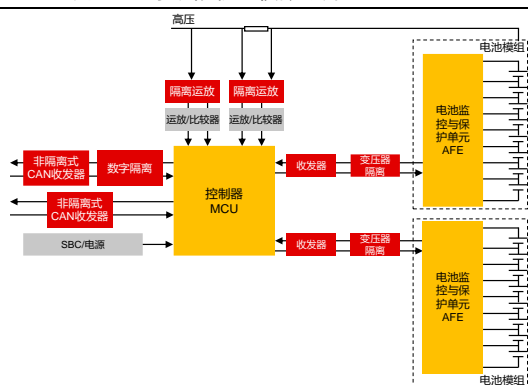 高压
电池模组
隔离运放
隔离运放
运放/比较器
运放/比较器
电池监
控与保
护单元
AFE
非隔离式
CAN收发器
数字隔离
收发器
变压器
隔离
控制器
MCU
非隔离式
CAN收发器
SBC/电源
收发器
变压器
隔离
电池监
控与保
护单元
AFE
电池模组